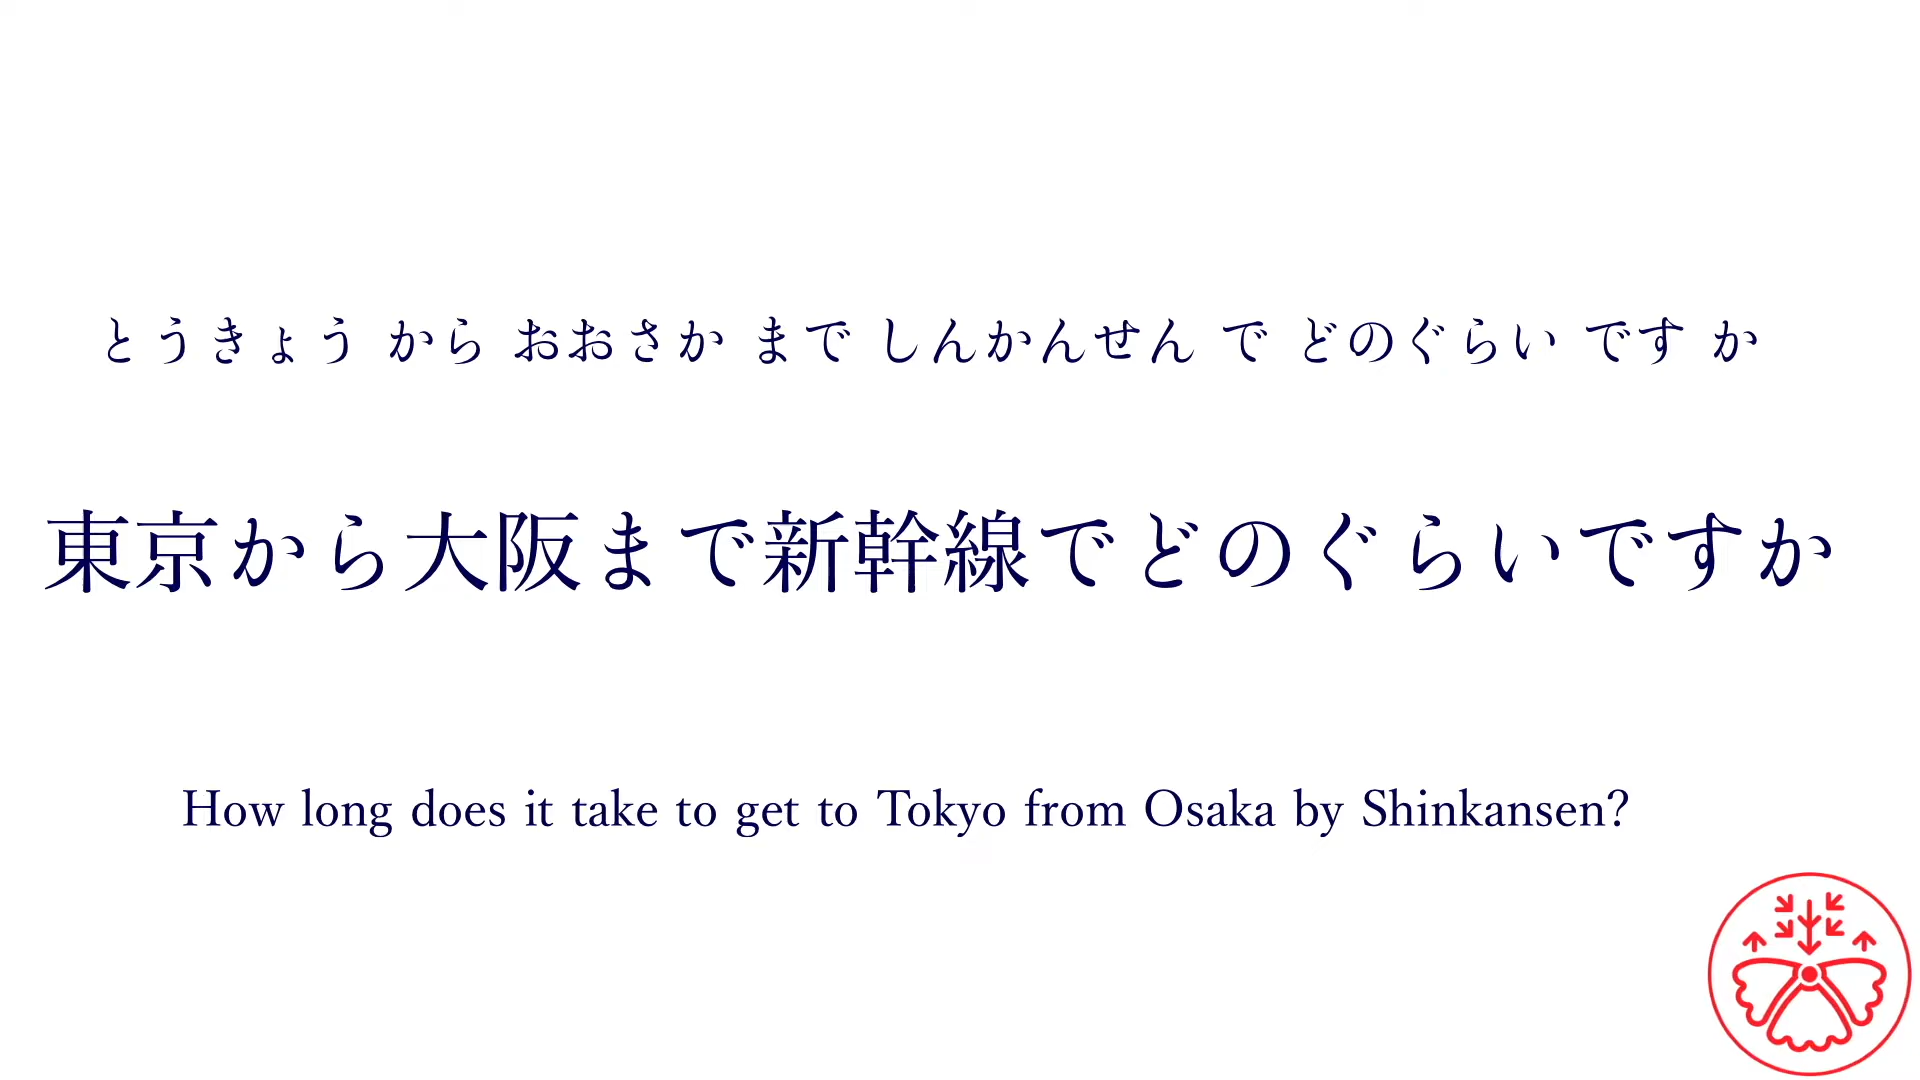 とうきょう から おおさか まで しんかんせん で どのぐらい です か
東京から大阪まで新幹線でどのぐらいですか
How long does it take to get to Tokyo from Osaka by Shinkansen?